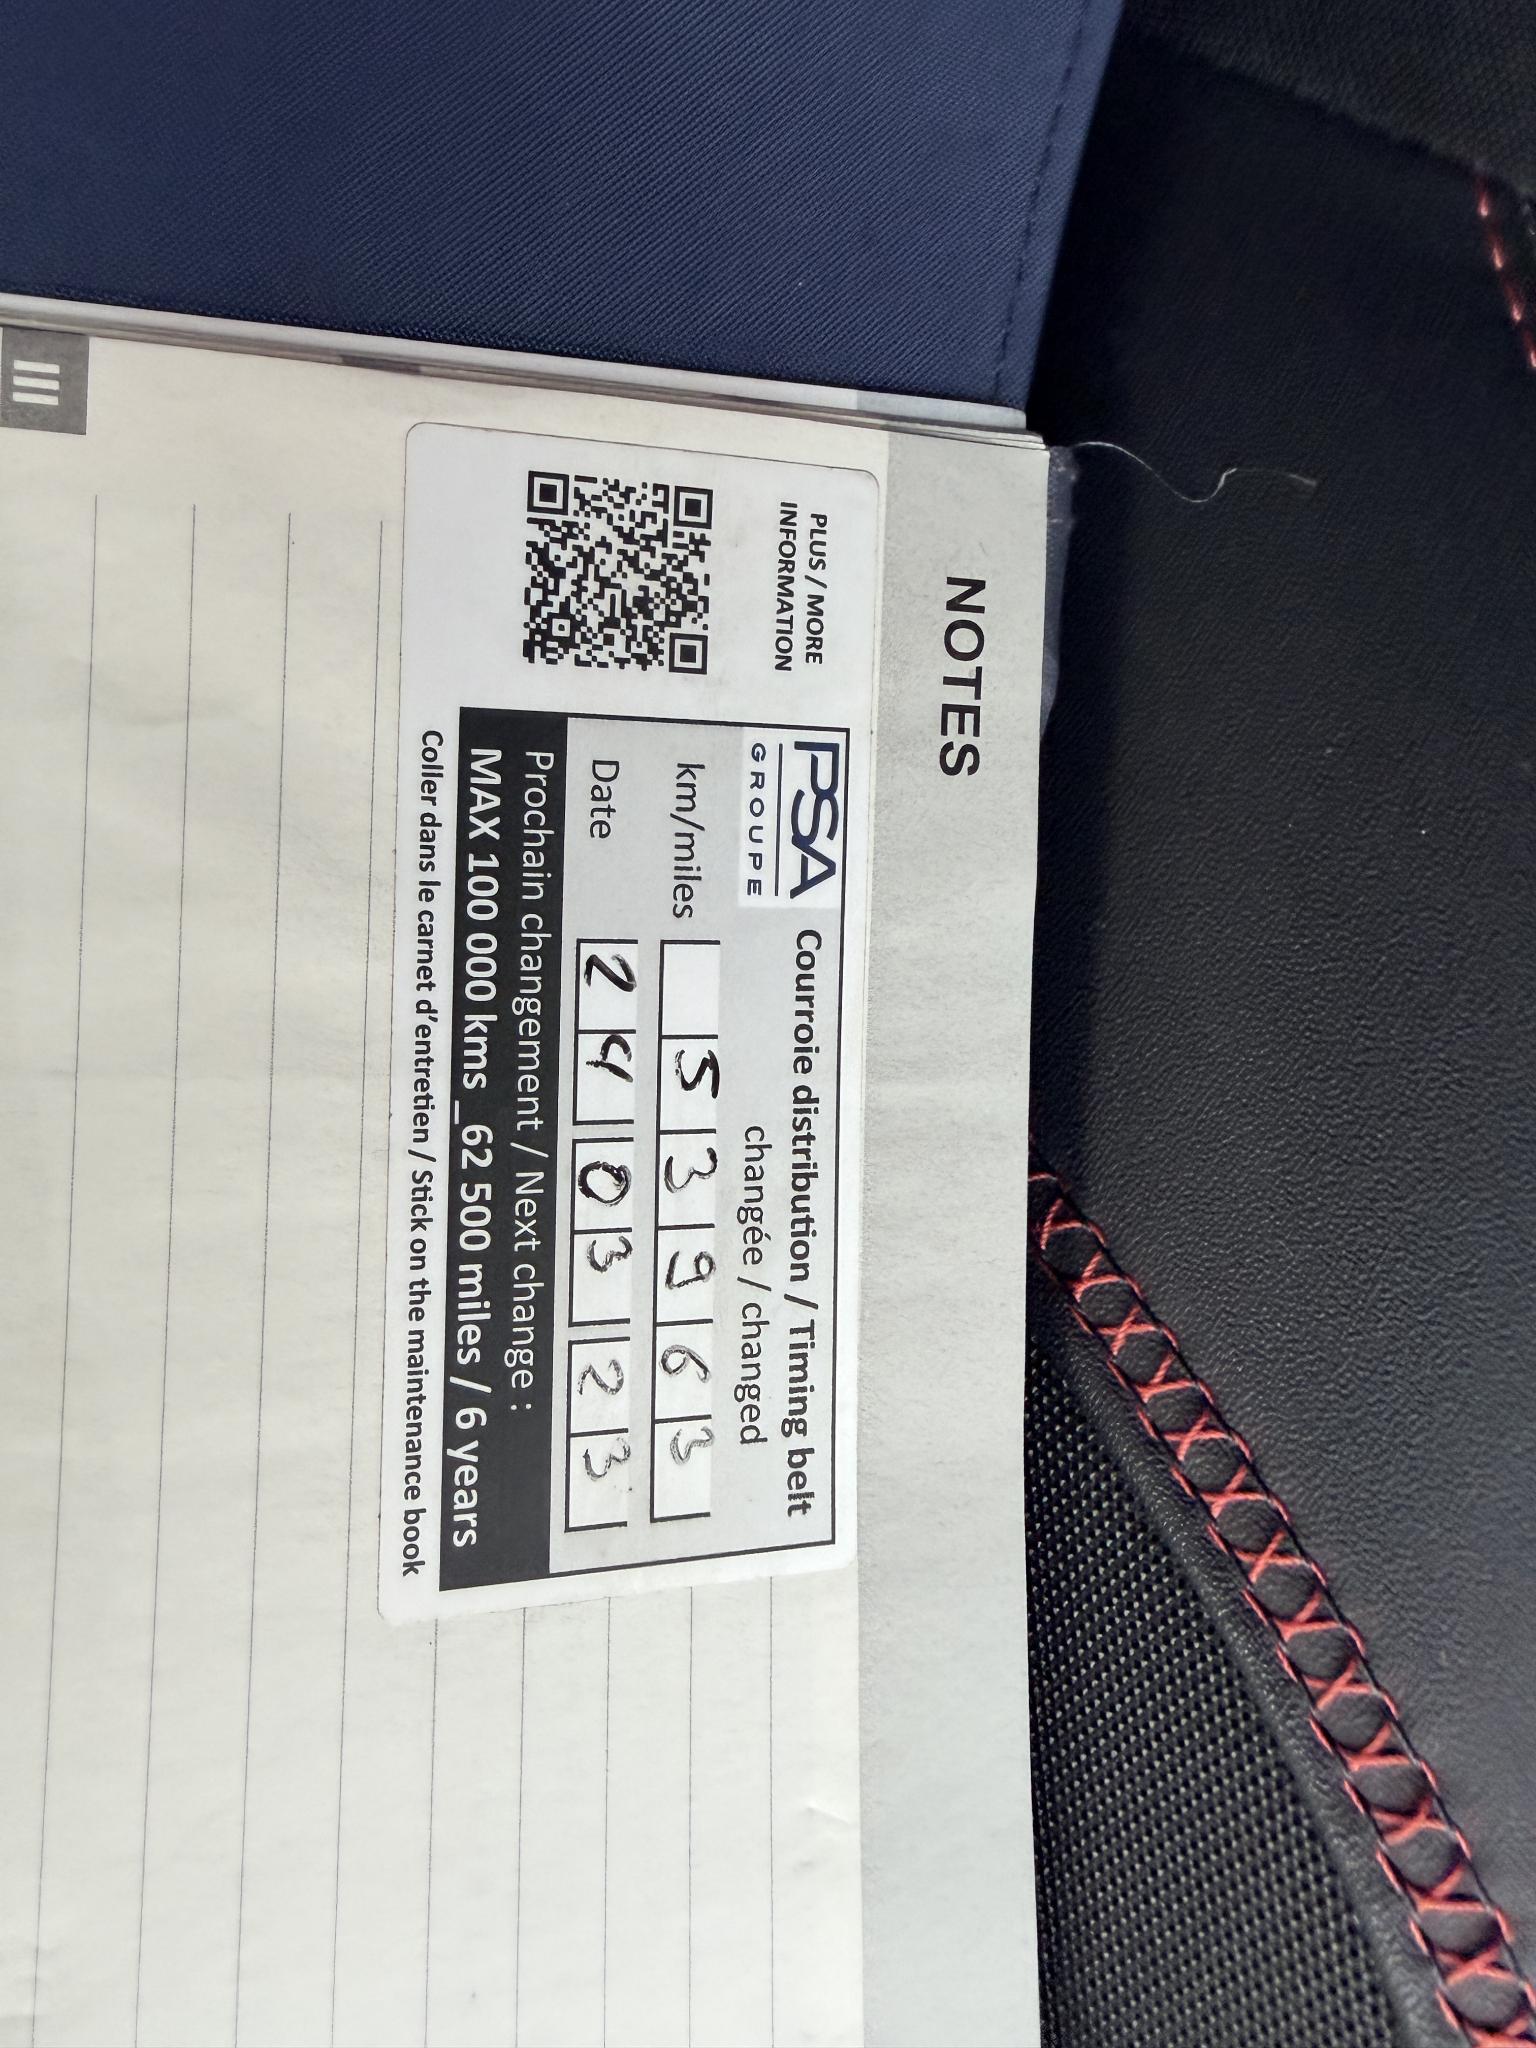 NOTES
PLUS / MORE
INFORMATION
PSA
GROUPE
Courroie distribution / Timing belt
changée / changed
km/miles 53963
Date 24 03 23
Prochain changement / Next change :
MAX 100 000 kms_62 500 miles / 6 years
Coller dans le carnet d'entretien / Stick on the maintenance book